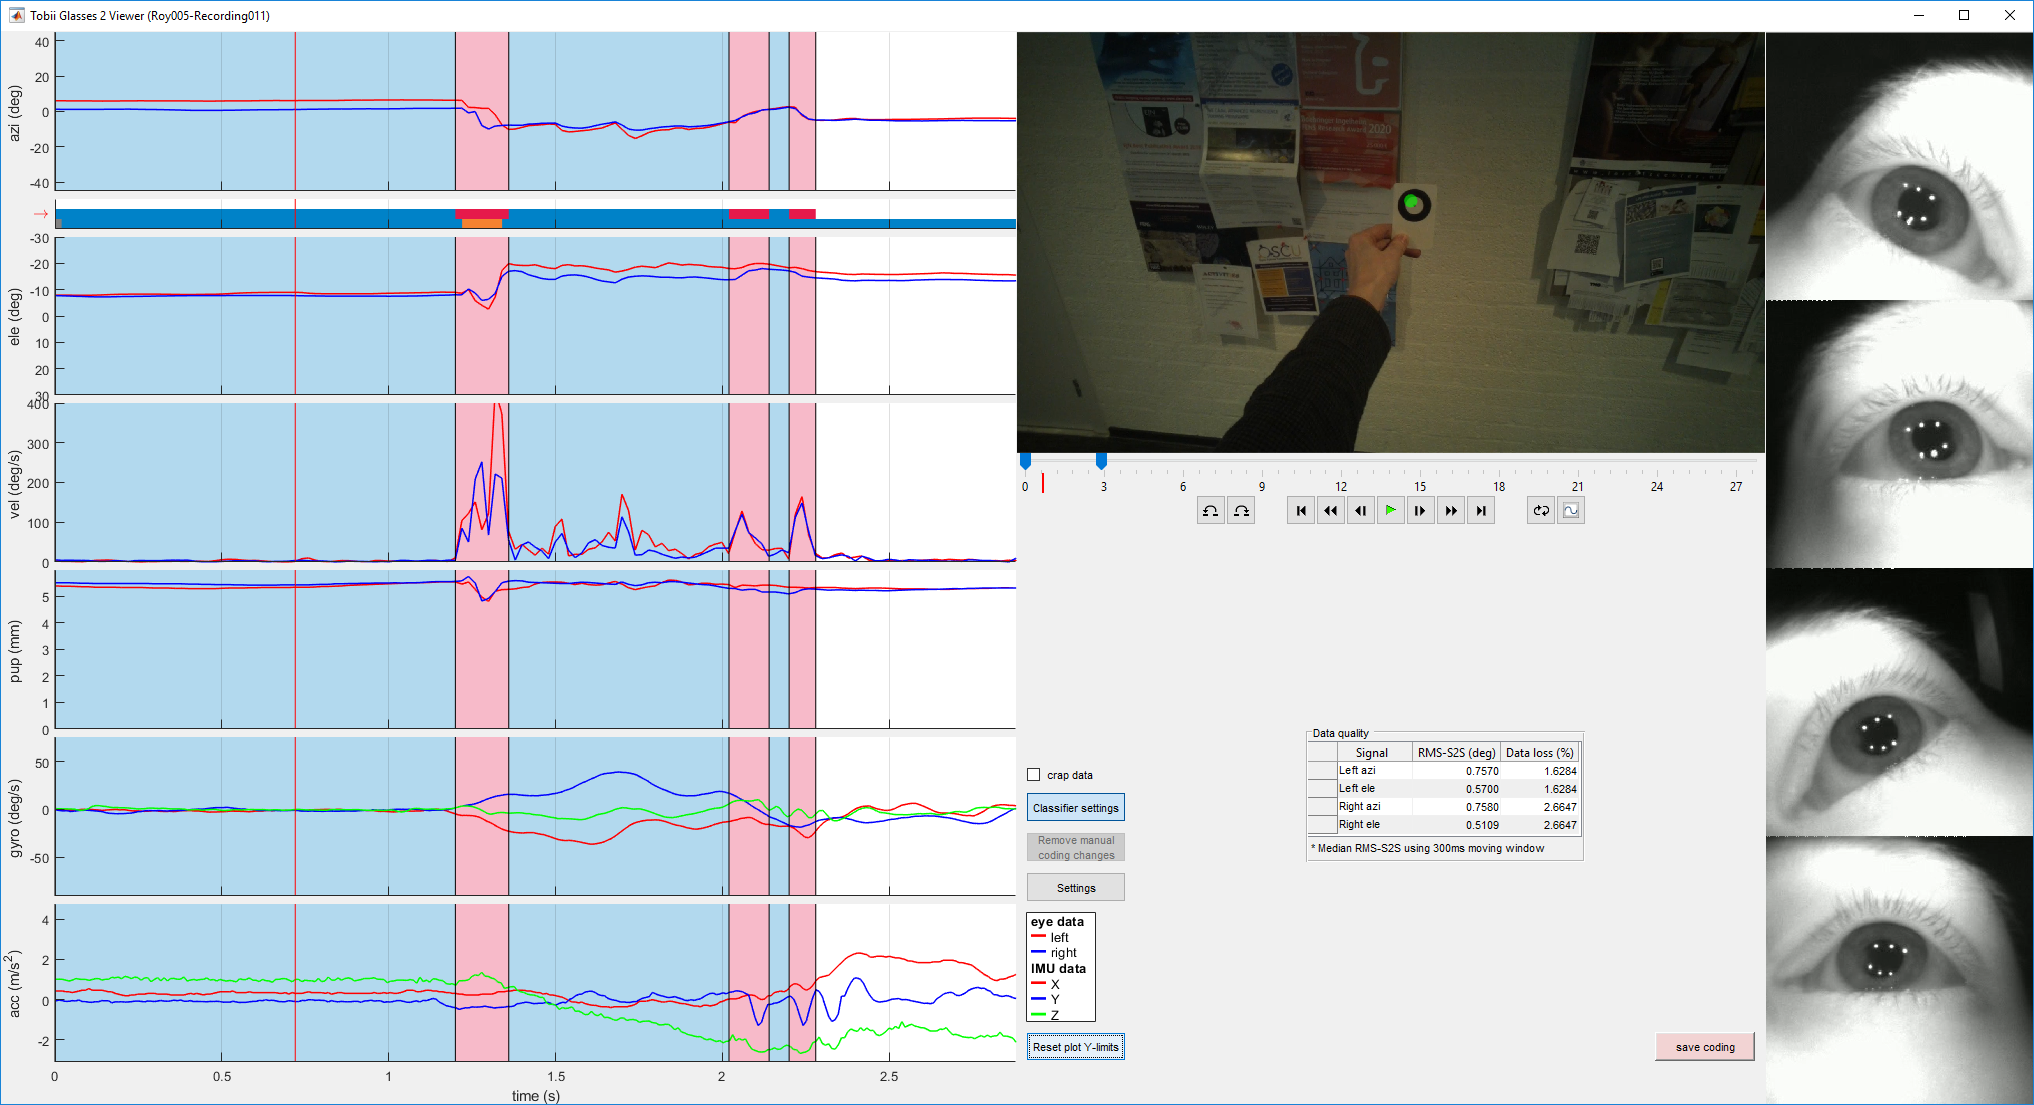 Tobii Glasses 2 Viewer (Roy005-Recording011)
azi (deg)
40
20
0
-20
-40
→
ele (deg)
-30
-20
-10
0
10
20
30
vel (deg/s)
400
300
200
100
0
pup (mm)
5
4
3
2
1
0
gyro (deg/s)
50
0
-50
acc (m/s²)
4
2
0
-2
0 0.5 1 1.5 2 2.5
time (s)
2020
0 3 6 9 12 15 18 21 24 27
crap data
Classifier settings
Remove manual
coding changes
Settings
eye data
left
right
IMU data
X
Y
Z
Reset plot Y-limits
Data quality
Signal RMS-S2S (deg) Data loss (%)
Left azi 0.7570 1.6284
Left ele 0.5700 1.6284
Right azi 0.7580 2.6647
Right ele 0.5109 2.6647
* Median RMS-S2S using 300ms moving window
save coding